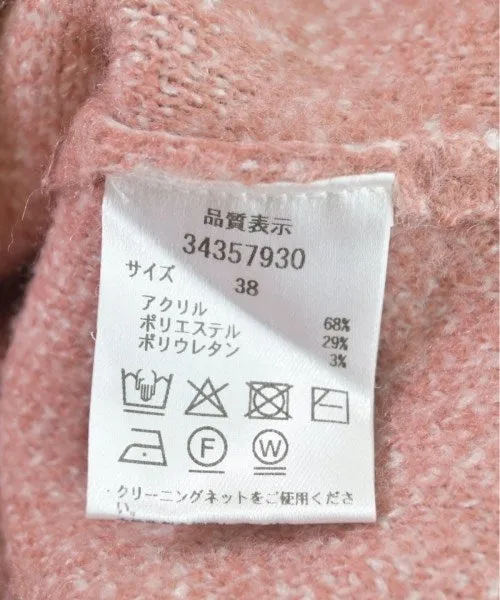 品質表示
34357930
サイズ
38
アクリル 68%
ポリエステル 29%
ポリウレタン 3%
F W
クリーニングネットをご使用くださ
い。